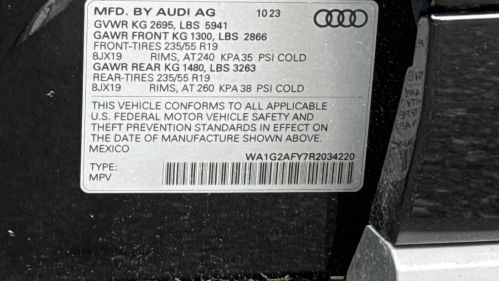 MFD. BY AUDI AG 10 23
GVWR KG 2695, LBS 5941
GAWR FRONT KG 1300, LBS 2866
FRONT-TIRES 235/55 R19
8JX19 RIMS, AT 240 KPA 35 PSI COLD
GAWR REAR KG 1480, LBS 3263
REAR-TIRES 235/55 R19
8JX19 RIMS, AT 260 KPA 38 PSI COLD
THIS VEHICLE CONFORMS TO ALL APPLICABLE
U.S. FEDERAL MOTOR VEHICLE SAFETY AND
THEFT PREVENTION STANDARDS IN EFFECT ON
THE DATE OF MANUFACTURE SHOWN ABOVE.
MEXICO
WA1G2AFY7R2034220
TYPE:
MPV